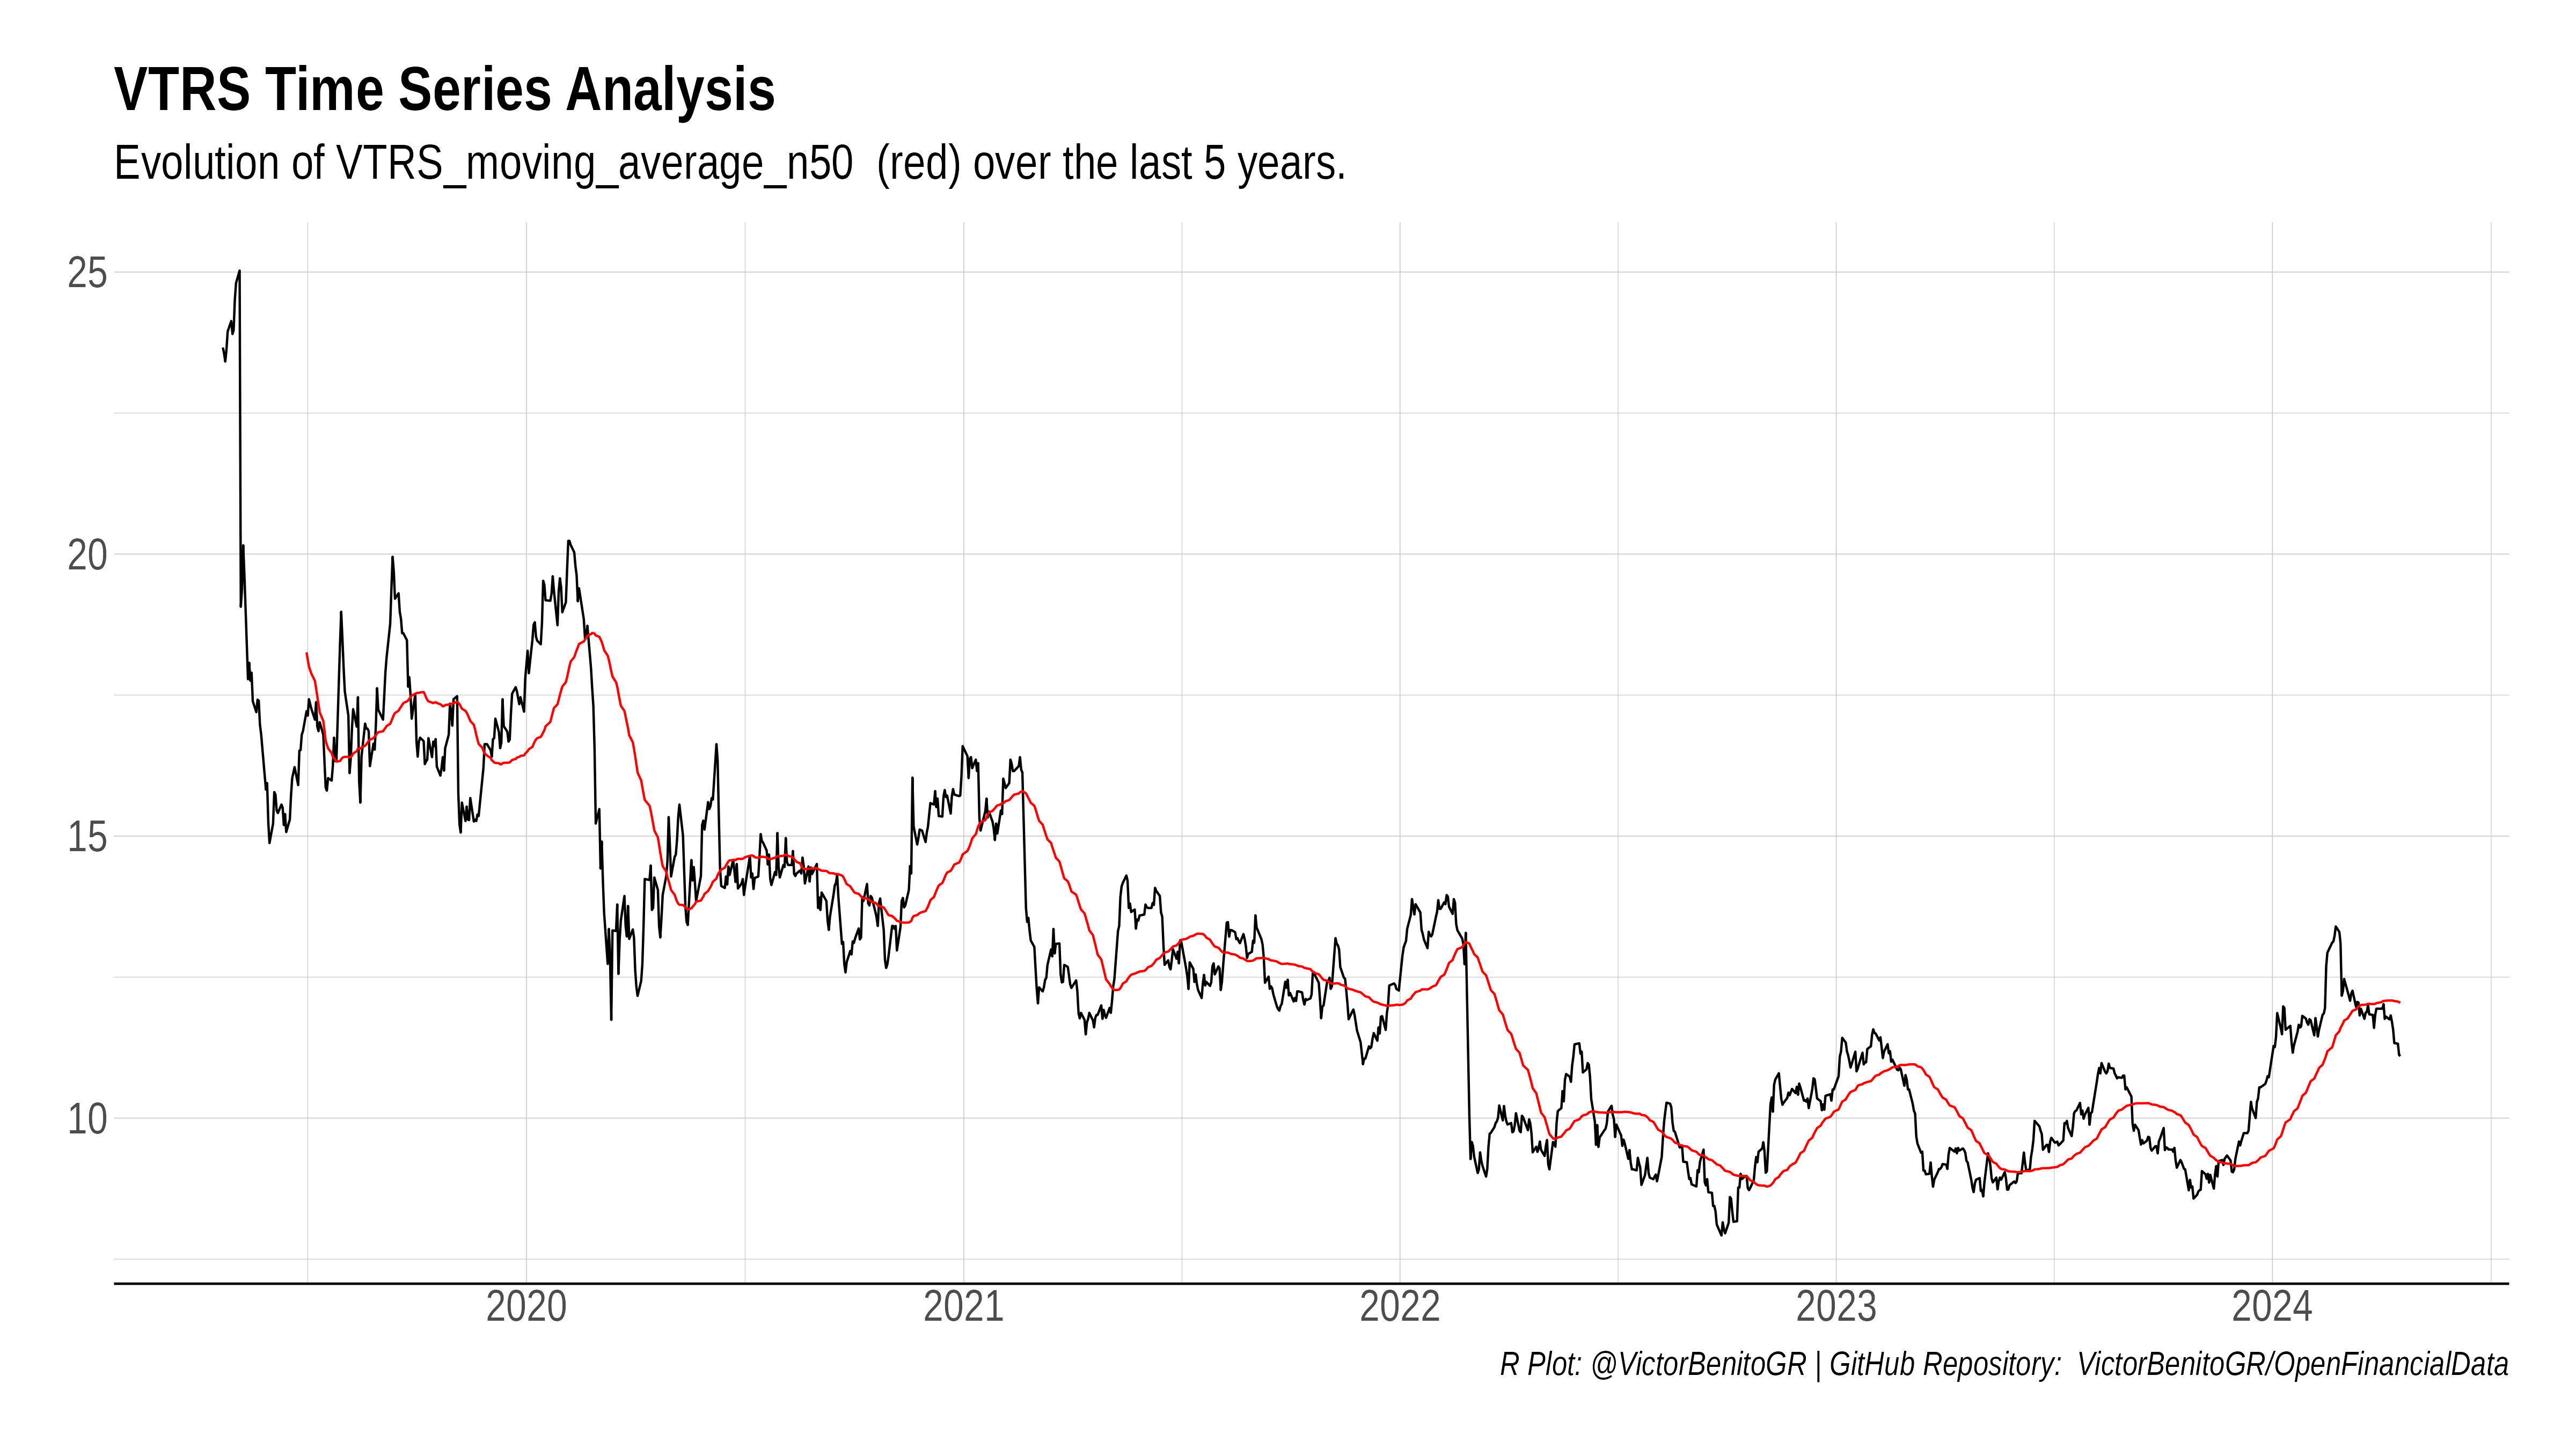 VTRS Time Series Analysis
Evolution of VTRS_moving_average_n50  (red) over the last 5 years.
25
20
15
10
2020 2021 2022 2023 2024
R Plot: @VictorBenitoGR | GitHub Repository:  VictorBenitoGR/OpenFinancialData